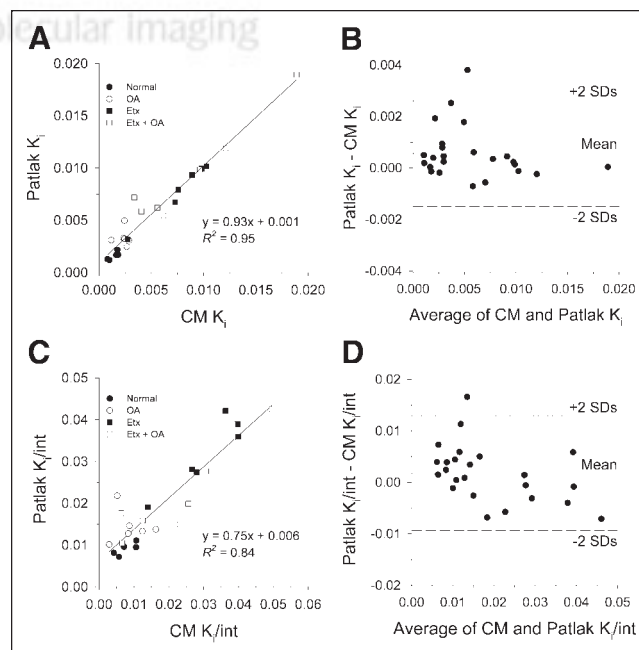 olecular imaging
A
Normal
OA
Etx
Etx + OA
Patlak Ki
0.020
0.015
0.010
0.005
0.000
y = 0.93x + 0.001
R² = 0.95
0.000 0.005 0.010 0.015 0.020
CM Ki
B
Patlak Ki - CM Ki
0.004
0.002
0.000
-0.002
-0.004
+2 SDs
Mean
-2 SDs
0.000 0.005 0.010 0.015 0.020
Average of CM and Patlak Ki
C
Normal
OA
Etx
Etx + OA
Patlak Ki/int
0.05
0.04
0.03
0.02
0.01
0.00
y = 0.75x + 0.006
R² = 0.84
0.00 0.01 0.02 0.03 0.04 0.05 0.06
CM Ki/int
D
Patlak Ki/int - CM Ki/int
0.02
0.01
0.00
-0.01
-0.02
+2 SDs
Mean
-2 SDs
0.00 0.01 0.02 0.03 0.04 0.05
Average of CM and Patlak Ki/int